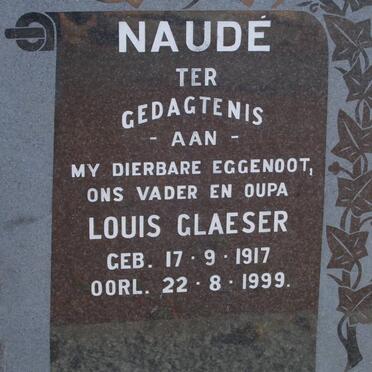 NAUDÉ
TER
GEDAGTENIS
- AAN -
MY DIERBARE EGGENOOT,
ONS VADER EN OUPA
LOUIS GLAESER
GEB. 17 · 9 · 1917
OORL. 22 · 8 · 1999.